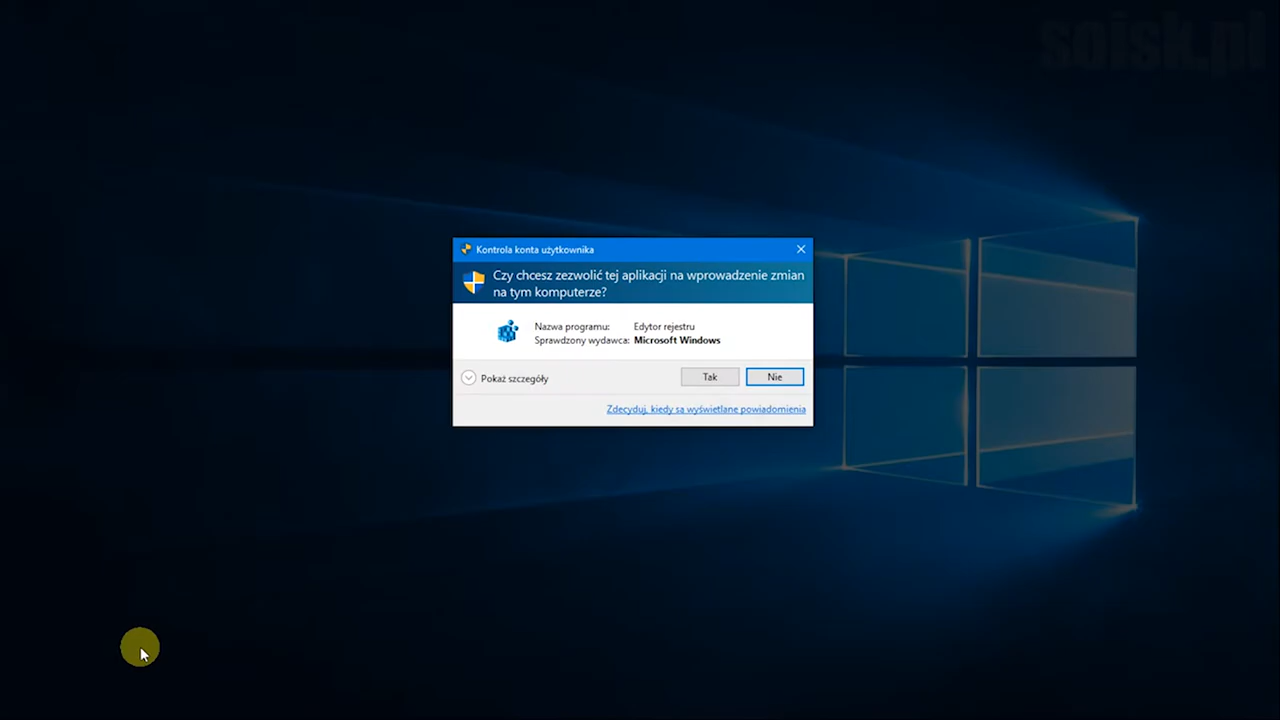 soisk.pl
Kontrola konta użytkownika
Czy chcesz zezwolić tej aplikacji na wprowadzenie zmian
na tym komputerze?
Nazwa programu: Edytor rejestru
Sprawdzony wydawca: Microsoft Windows
Pokaż szczegóły
Tak
Nie
Zdecyduj, kiedy są wyświetlane powiadomienia